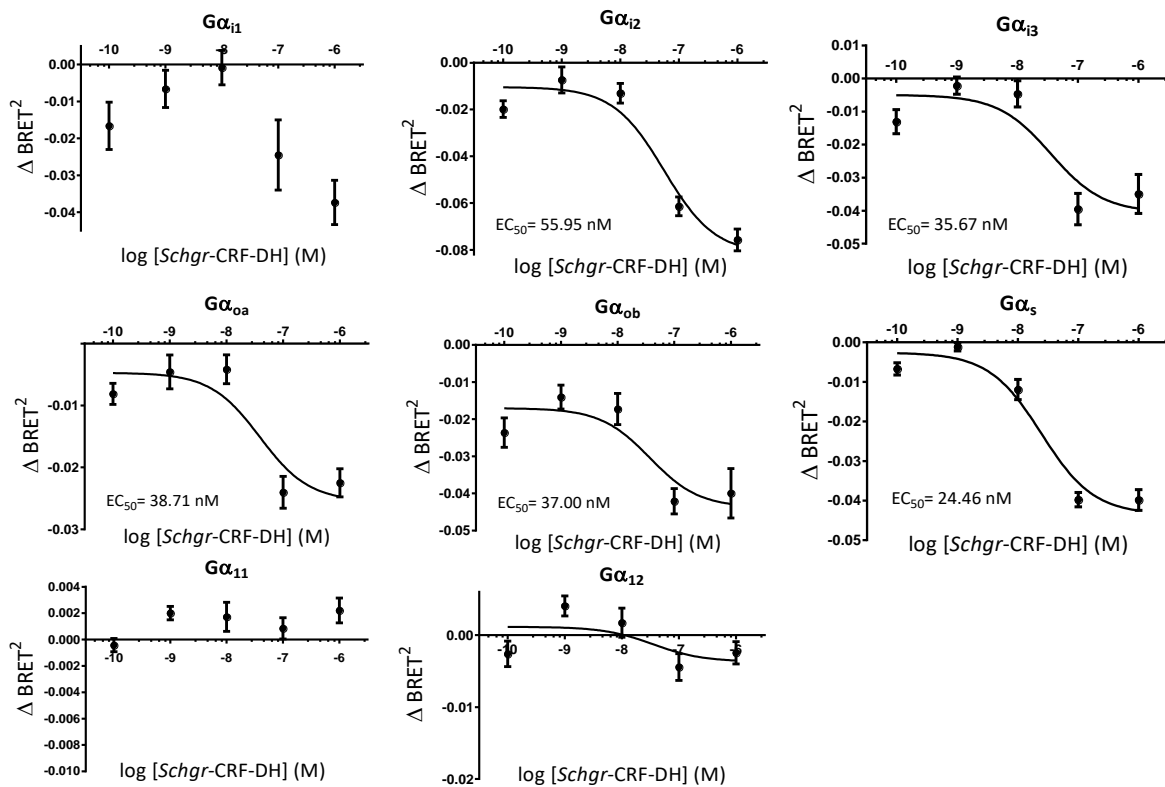 Gαi1
-10 -9 -8 -7 -6
0.00
-0.01
-0.02
-0.03
-0.04
Δ BRET²
log [Schgr-CRF-DH] (M)
Gαi2
-10 -9 -8 -7 -6
0.00
-0.02
-0.04
-0.06
-0.08
Δ BRET²
EC50= 55.95 nM
log [Schgr-CRF-DH] (M)
Gαi3
0.01
-10 -9 -8 -7 -6
0.00
-0.01
-0.02
-0.03
-0.04
-0.05
Δ BRET²
EC50= 35.67 nM
log [Schgr-CRF-DH] (M)
Gαoa
-10 -9 -8 -7 -6
-0.01
-0.02
-0.03
Δ BRET²
EC50= 38.71 nM
log [Schgr-CRF-DH] (M)
Gαob
-10 -9 -8 -7 -6
0.00
-0.01
-0.02
-0.03
-0.04
-0.05
Δ BRET²
EC50= 37.00 nM
log [Schgr-CRF-DH] (M)
Gαs
-10 -9 -8 -7 -6
0.00
-0.01
-0.02
-0.03
-0.04
-0.05
Δ BRET²
EC50= 24.46 nM
log [Schgr-CRF-DH] (M)
Gα11
0.004
0.002
0.000
-10 -9 -8 -7 -6
-0.002
-0.004
-0.006
-0.008
-0.010
Δ BRET²
log [Schgr-CRF-DH] (M)
Gα12
0.00
-10 -9 -8 -7 -6
-0.01
-0.02
Δ BRET²
log [Schgr-CRF-DH] (M)